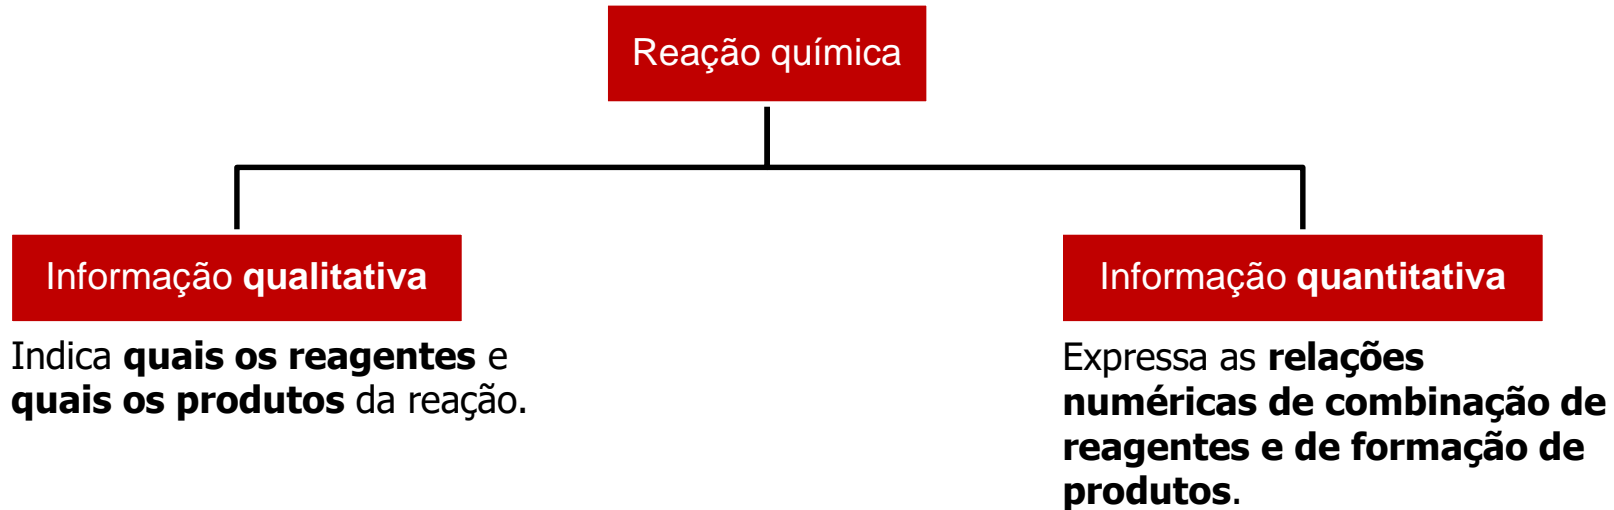 Reação química
Informação qualitativa
Indica quais os reagentes e
quais os produtos da reação.
Informação quantitativa
Expressa as relações
numéricas de combinação de
reagentes e de formação de
produtos.